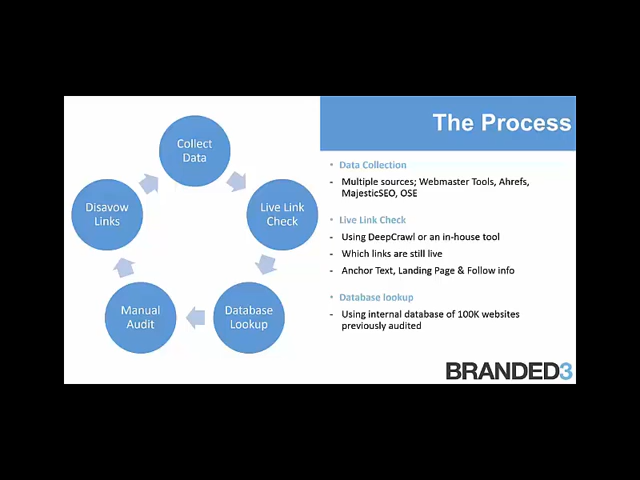 The Process
Collect
Data
Live Link
Check
Database
Lookup
Manual
Audit
Disavow
Links
• Data Collection
- Multiple sources; Webmaster Tools, Ahrefs,
MajesticSEO, OSE
• Live Link Check
- Using DeepCrawl or an in-house tool
- Which links are still live
- Anchor Text, Landing Page & Follow info
• Database lookup
- Using internal database of 100K websites
previously audited
BRANDED3